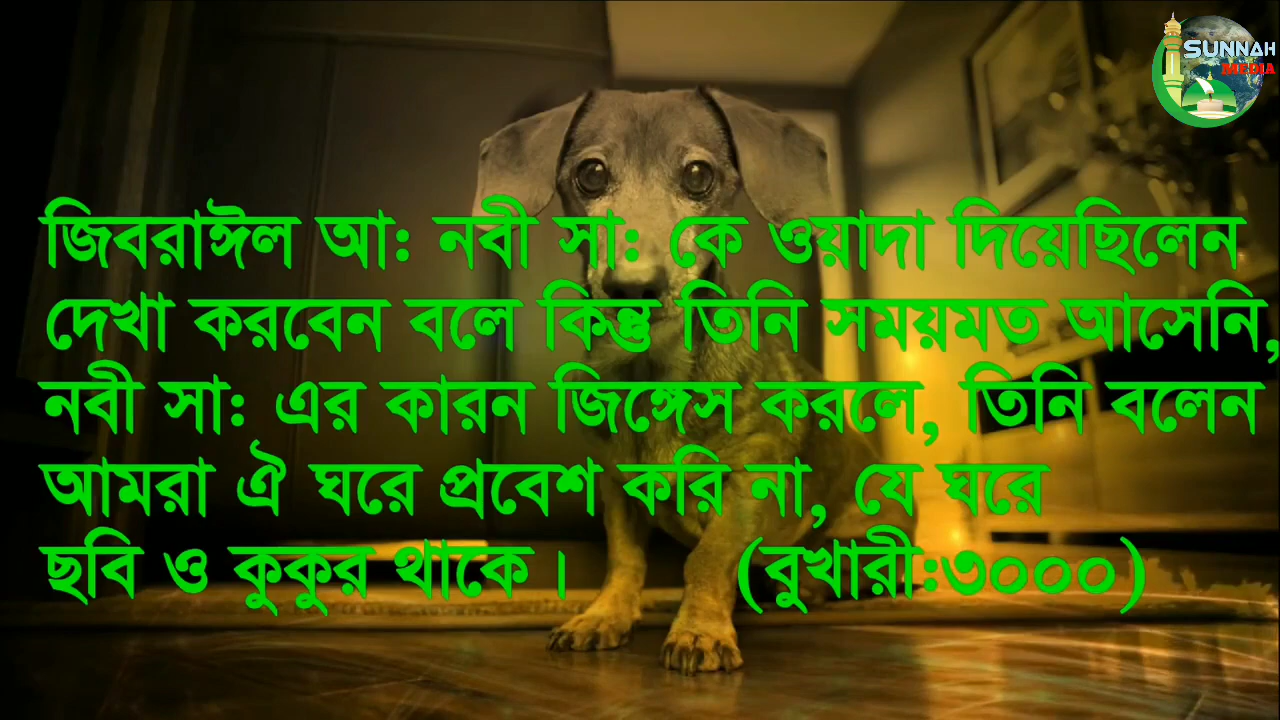 SUNNAH
MEDIA
জিবরাঈল আ: নবী সা: কে ওয়াদা দিয়েছিলেন
দেখা করবেন বলে কিন্তু তিনি সময়মত আসেনি,
নবী সা: এর কারন জিঙ্গেস করলে, তিনি বলেন
আমরা ঐ ঘরে প্রবেশ করি না, যে ঘরে
ছবি ও কুকুর থাকে। (বুখারী:৩০০০)